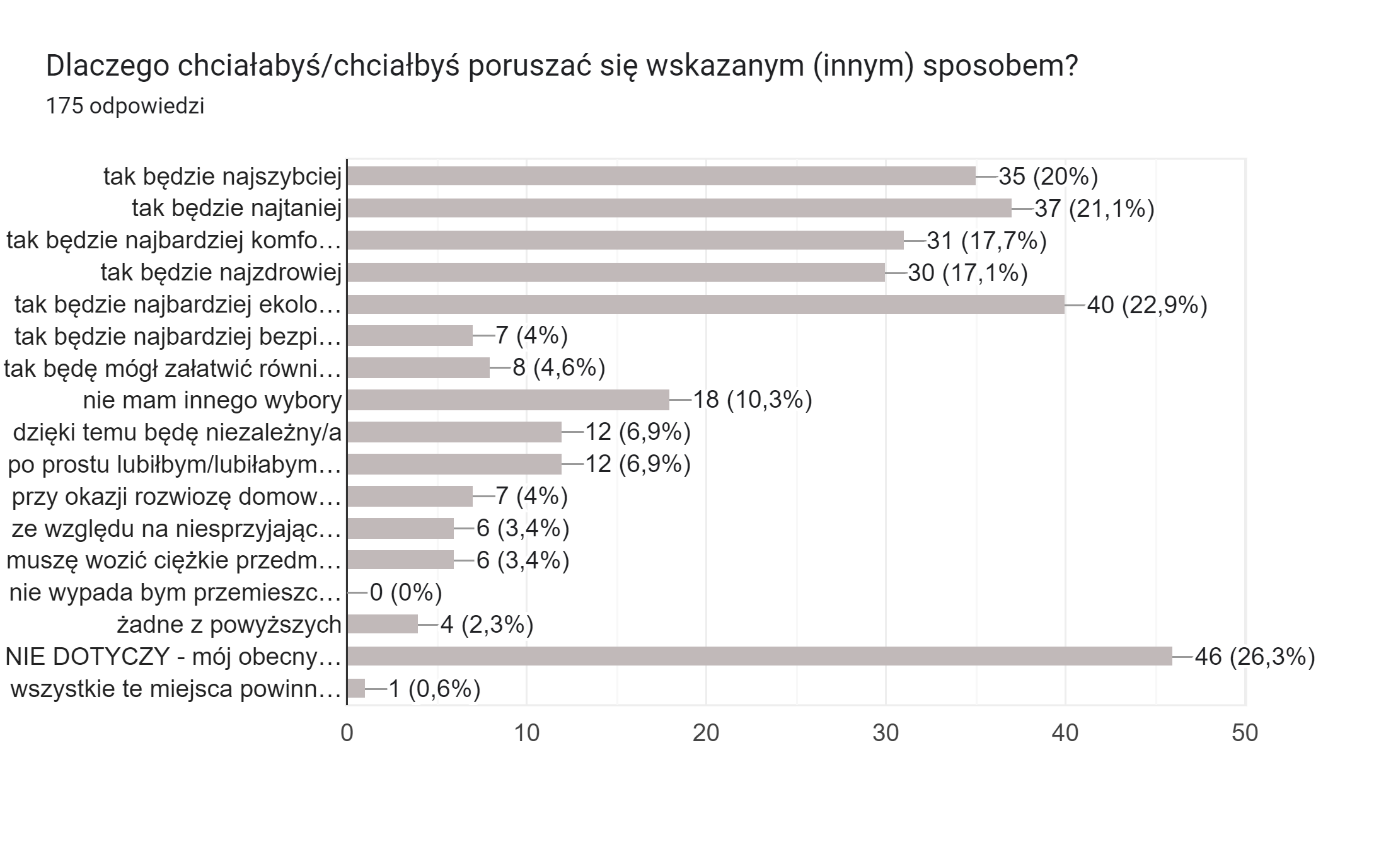 Dlaczego chciałabyś/chciałbyś poruszać się wskazanym (innym) sposobem?
175 odpowiedzi
tak będzie najszybciej 35 (20%)
tak będzie najtaniej 37 (21,1%)
tak będzie najbardziej komfo… 31 (17,7%)
tak będzie najzdrowiej 30 (17,1%)
tak będzie najbardziej ekolo… 40 (22,9%)
tak będzie najbardziej bezpi… 7 (4%)
tak będę mógł załatwić równi… 8 (4,6%)
nie mam innego wybory 18 (10,3%)
dzięki temu będę niezależny/a 12 (6,9%)
po prostu lubiłbym/lubiłabym… 12 (6,9%)
przy okazji rozwiozę domow… 7 (4%)
ze względu na niesprzyjając… 6 (3,4%)
muszę wozić ciężkie przedm… 6 (3,4%)
nie wypada bym przemieszc… 0 (0%)
żadne z powyższych 4 (2,3%)
NIE DOTYCZY - mój obecny… 46 (26,3%)
wszystkie te miejsca powinn… 1 (0,6%)
0 10 20 30 40 50